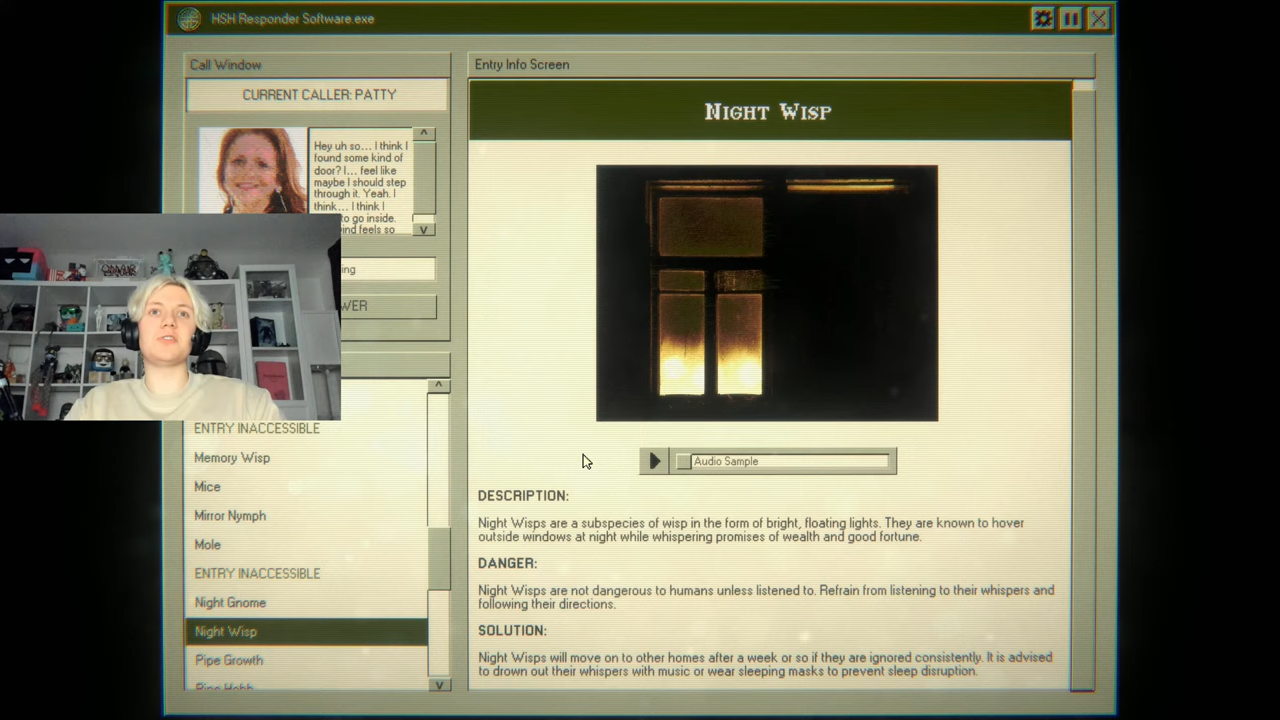 HSH Responder Software.exe
Call Window
CURRENT CALLER: PATTY
Hey uh so... I think I
found some kind of
door? I... feel like
maybe I should step
through it. Yeah. I
think... I think I
to go inside.
feels so
Entry Info Screen
NIGHT WISP
Audio Sample
DESCRIPTION:
Night Wisps are a subspecies of wisp in the form of bright, floating lights. They are known to hover
outside windows at night while whispering promises of wealth and good fortune.
DANGER:
Night Wisps are not dangerous to humans unless listened to. Refrain from listening to their whispers and
following their directions.
SOLUTION:
Night Wisps will move on to other homes after a week or so if they are ignored consistently. It is advised
to drown out their whispers with music or wear sleeping masks to prevent sleep disruption.
ENTRY INACCESSIBLE
Memory Wisp
Mice
Mirror Nymph
Mole
ENTRY INACCESSIBLE
Night Gnome
Night Wisp
Pipe Growth